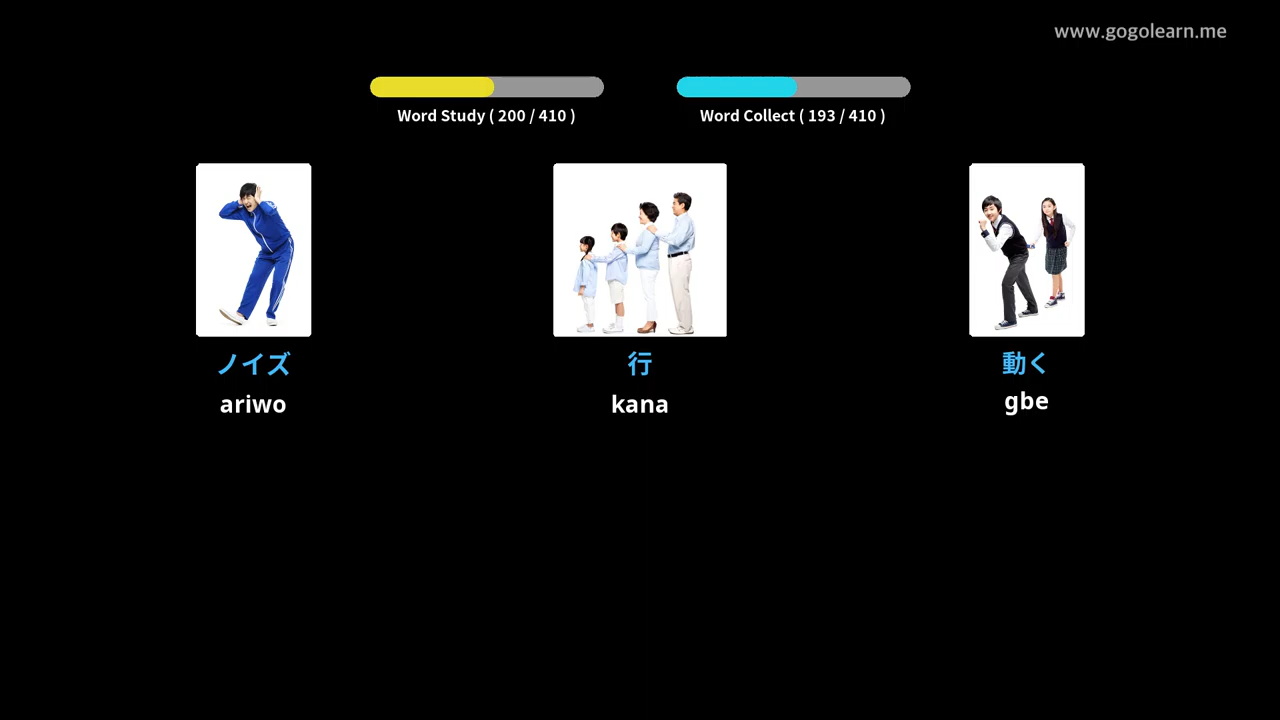 www.gogolearn.me
Word Study ( 200 / 410 )
Word Collect ( 193 / 410 )
ノイズ
行
動く
ariwo
kana
gbe